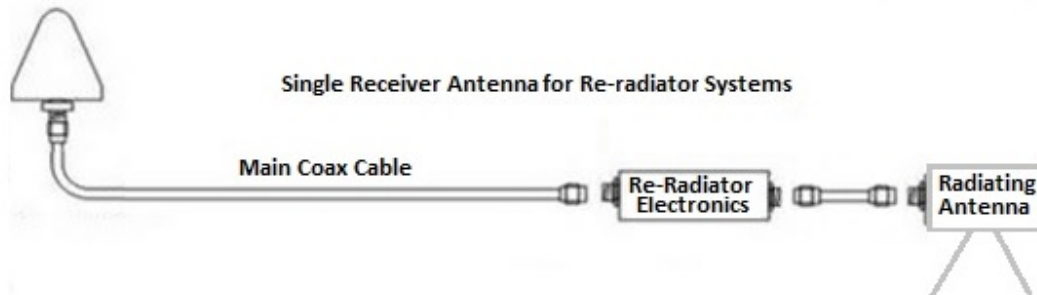 Single Receiver Antenna for Re-radiator Systems
Main Coax Cable
Re-Radiator
Electronics
Radiating
Antenna